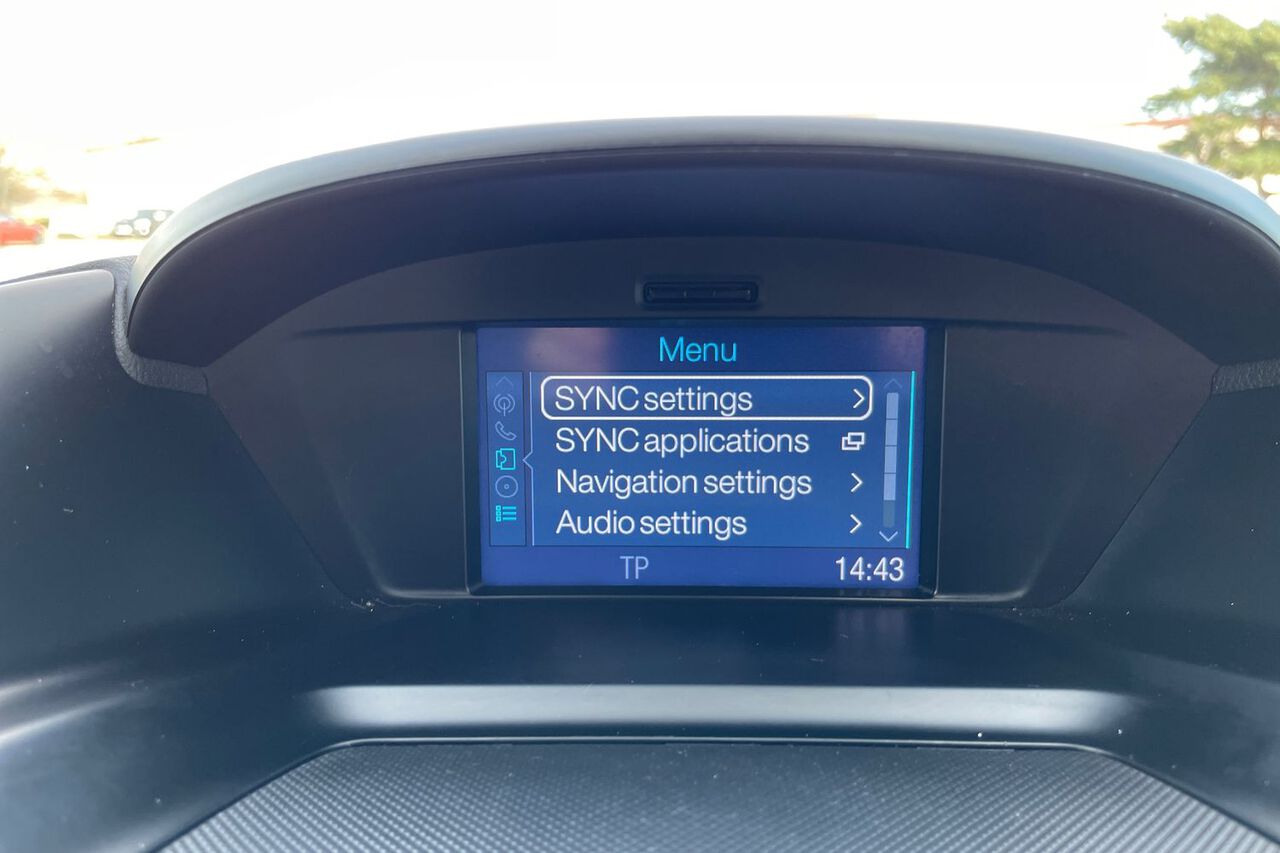 Menu
SYNC settings
SYNC applications
Navigation settings
Audio settings
TP 14:43